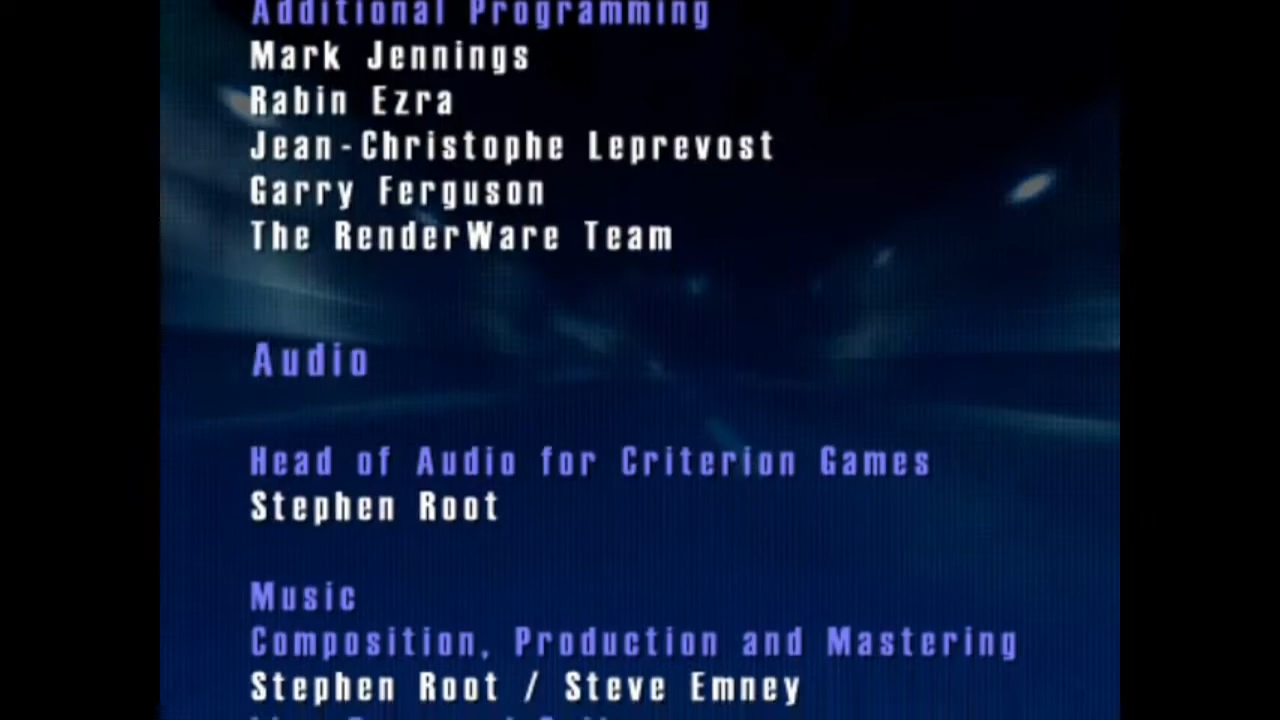 Additional Programming
Mark Jennings
Rabin Ezra
Jean-Christophe Leprevost
Garry Ferguson
The RenderWare Team
Audio
Head of Audio for Criterion Games
Stephen Root
Music
Composition, Production and Mastering
Stephen Root / Steve Emney